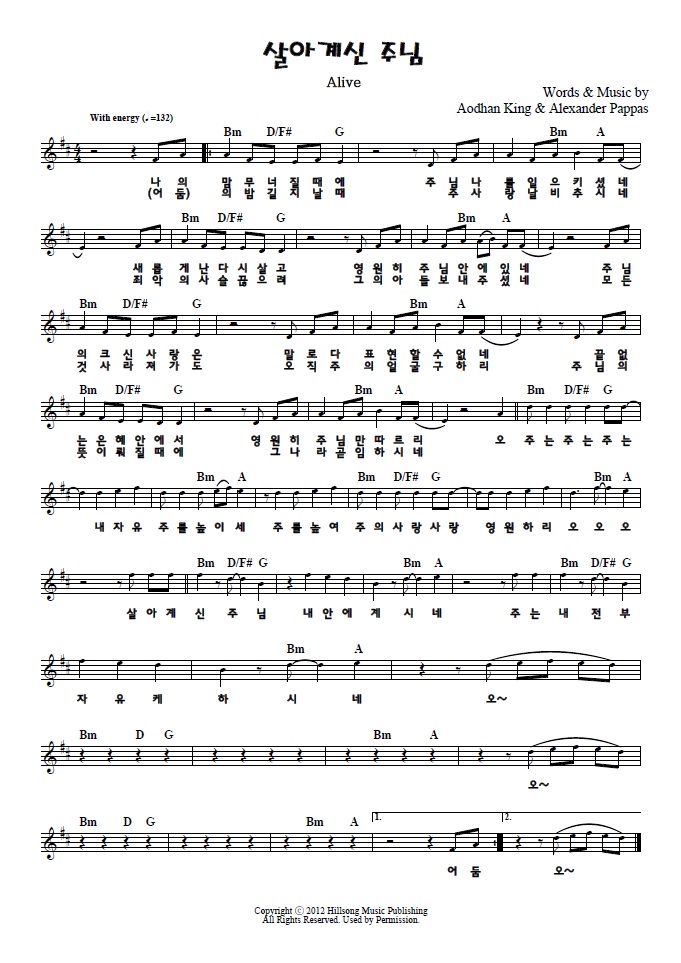 살아계신 주님
Alive
Words & Music by
Aodhan King & Alexander Pappas
With energy (♩=132)
Bm D/F# G Bm A
나의 맘무너질때에 주님나를일으키셨네
(어둠) 의밤길지날때 주사랑날비추시네
Bm D/F# G Bm A
새롭게난다시살고 영원히주님안에있네 주님
죄악의사슬끊으려 그의아들보내주셨네 모든
Bm D/F# G Bm A
의크신사랑은 말로다표현할수없네 끝없
것사라져가도 오직주의얼굴구하리 주님의
Bm D/F# G Bm A Bm D/F# G
는은혜안에서 영원히주님만따르리 오 주는주는주는
뜻이뤄질때에 그나라곧임하시네
Bm A Bm D/F# G Bm A
내자유 주를높이세 주를높여 주의사랑사랑 영원하리 오오오
Bm D/F# G Bm A Bm D/F# G
살아계신주님 내안에계시네 주는내전부
Bm A
자유케하시네 오~
Bm D G Bm A
오~
Bm D G Bm A 1. 2.
어둠 오~
Copyright ⓒ 2012 Hillsong Music Publishing
All Rights Reserved. Used by Permission.